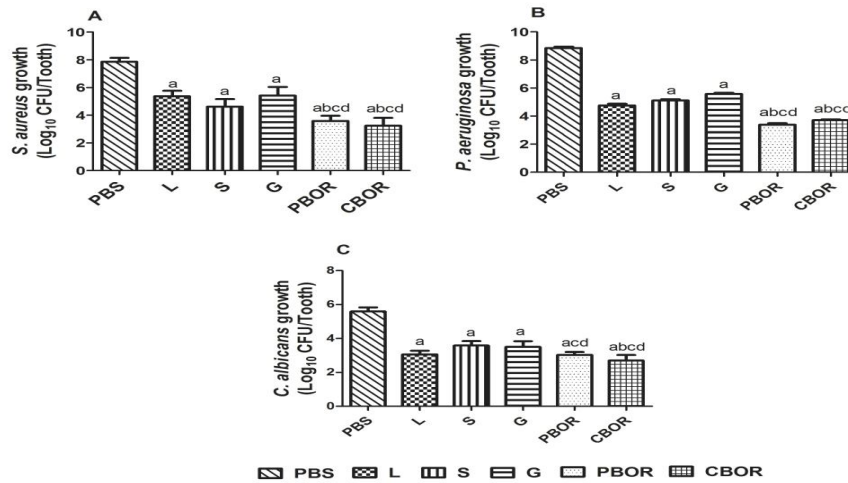 A
S. aureus growth
(Log₁₀ CFU/Tooth)
10
8
6
4
2
0
a
a
a
abcd
abcd
PBS
L
S
G
PBOR
CBOR
B
P. aeruginosa growth
(Log₁₀ CFU/Tooth)
10
8
6
4
2
0
a
a
a
abcd
abcd
PBS
L
S
G
PBOR
CBOR
C
C. albicans growth
(Log₁₀ CFU/Tooth)
8
6
4
2
0
a
a
a
acd
abcd
PBS
L
S
G
PBOR
CBOR
PBS L S G PBOR CBOR